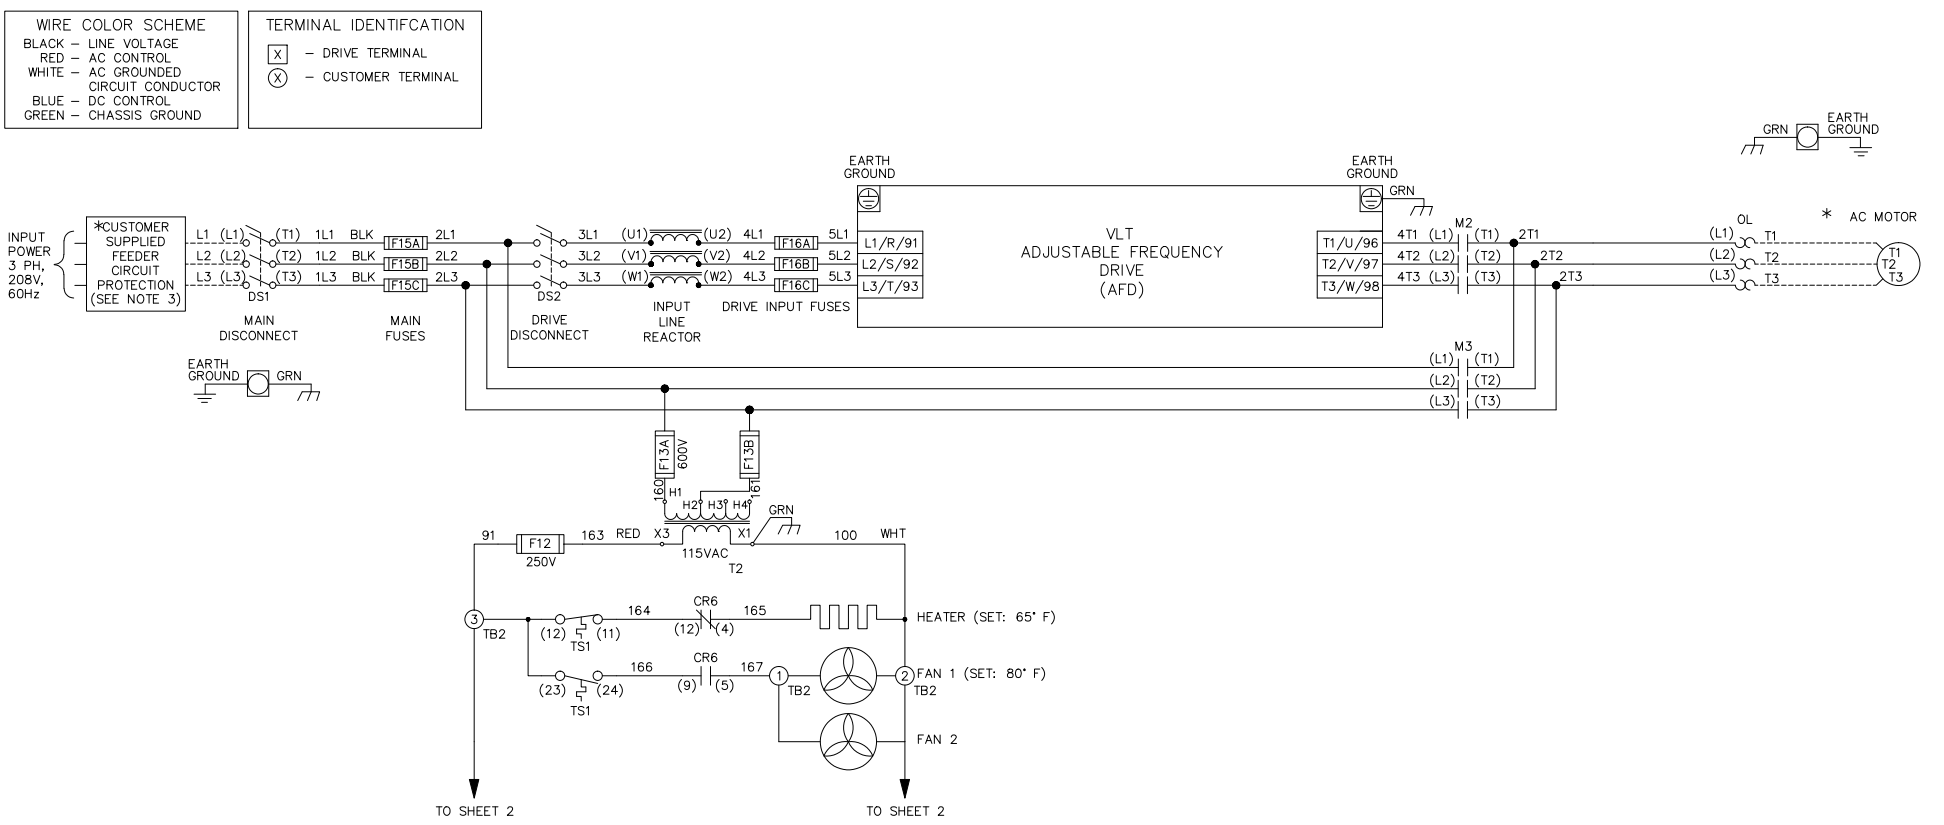 WIRE COLOR SCHEME
BLACK – LINE VOLTAGE
RED – AC CONTROL
WHITE – AC GROUNDED
CIRCUIT CONDUCTOR
BLUE – DC CONTROL
GREEN – CHASSIS GROUND
TERMINAL IDENTIFCATION
X – DRIVE TERMINAL
X – CUSTOMER TERMINAL
GRN
EARTH
GROUND
INPUT
POWER
3 PH,
208V,
60Hz
*CUSTOMER
SUPPLIED
FEEDER
CIRCUIT
PROTECTION
(SEE NOTE 3)
L1 (L1) (T1) 1L1 BLK F15A 2L1
L2 (L2) (T2) 1L2 BLK F15B 2L2
L3 (L3) (T3) 1L3 BLK F15C 2L3
DS1
MAIN
DISCONNECT
MAIN
FUSES
3L1 (U1) (U2) 4L1 F16A 5L1
3L2 (V1) (V2) 4L2 F16B 5L2
3L3 (W1) (W2) 4L3 F16C 5L3
DS2
DRIVE
DISCONNECT
INPUT
LINE
REACTOR
DRIVE INPUT FUSES
EARTH
GROUND
L1/R/91
L2/S/92
L3/T/93
VLT
ADJUSTABLE FREQUENCY
DRIVE
(AFD)
EARTH
GROUND
GRN
T1/U/96
T2/V/97
T3/W/98
M2
4T1 (L1) (T1) 2T1
4T2 (L2) (T2) 2T2
4T3 (L3) (T3) 2T3
OL
(L1) T1
(L2) T2
(L3) T3
* AC MOTOR
T1
T2
T3
M3
(L1) (T1)
(L2) (T2)
(L3) (T3)
EARTH
GROUND
GRN
F13A
600V
F13B
160
161
H1
H2 H3 H4
GRN
91
F12
250V
163 RED X3 X1 100 WHT
115VAC
T2
3
TB2
(12) (11)
TS1
164
CR6
(12) (4)
165
HEATER (SET: 65° F)
(23) (24)
TS1
166
CR6
(9) (5)
167
1
TB2
2
TB2
FAN 1 (SET: 80° F)
FAN 2
TO SHEET 2
TO SHEET 2